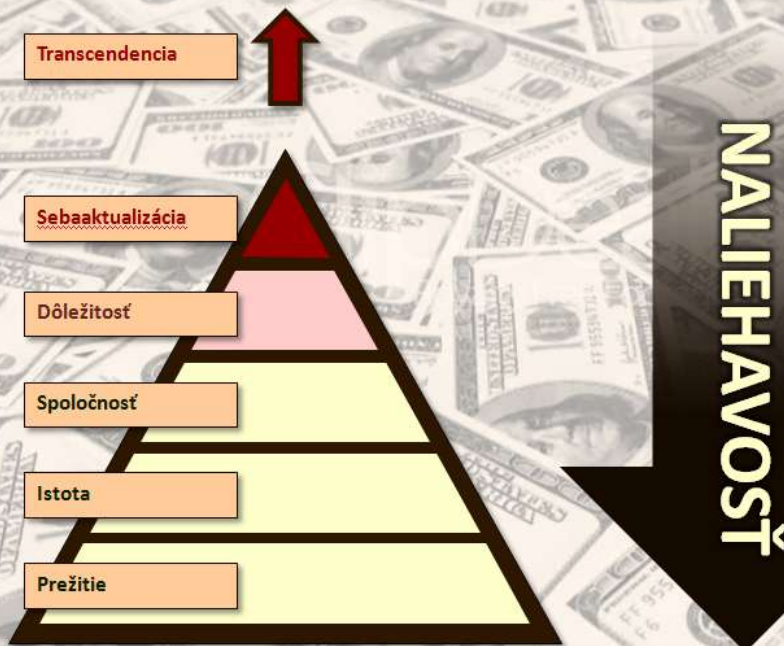 Transcendencia
Sebaaktualizácia
Dôležitosť
Spoločnosť
Istota
Prežitie
NALIEHAVOSŤ